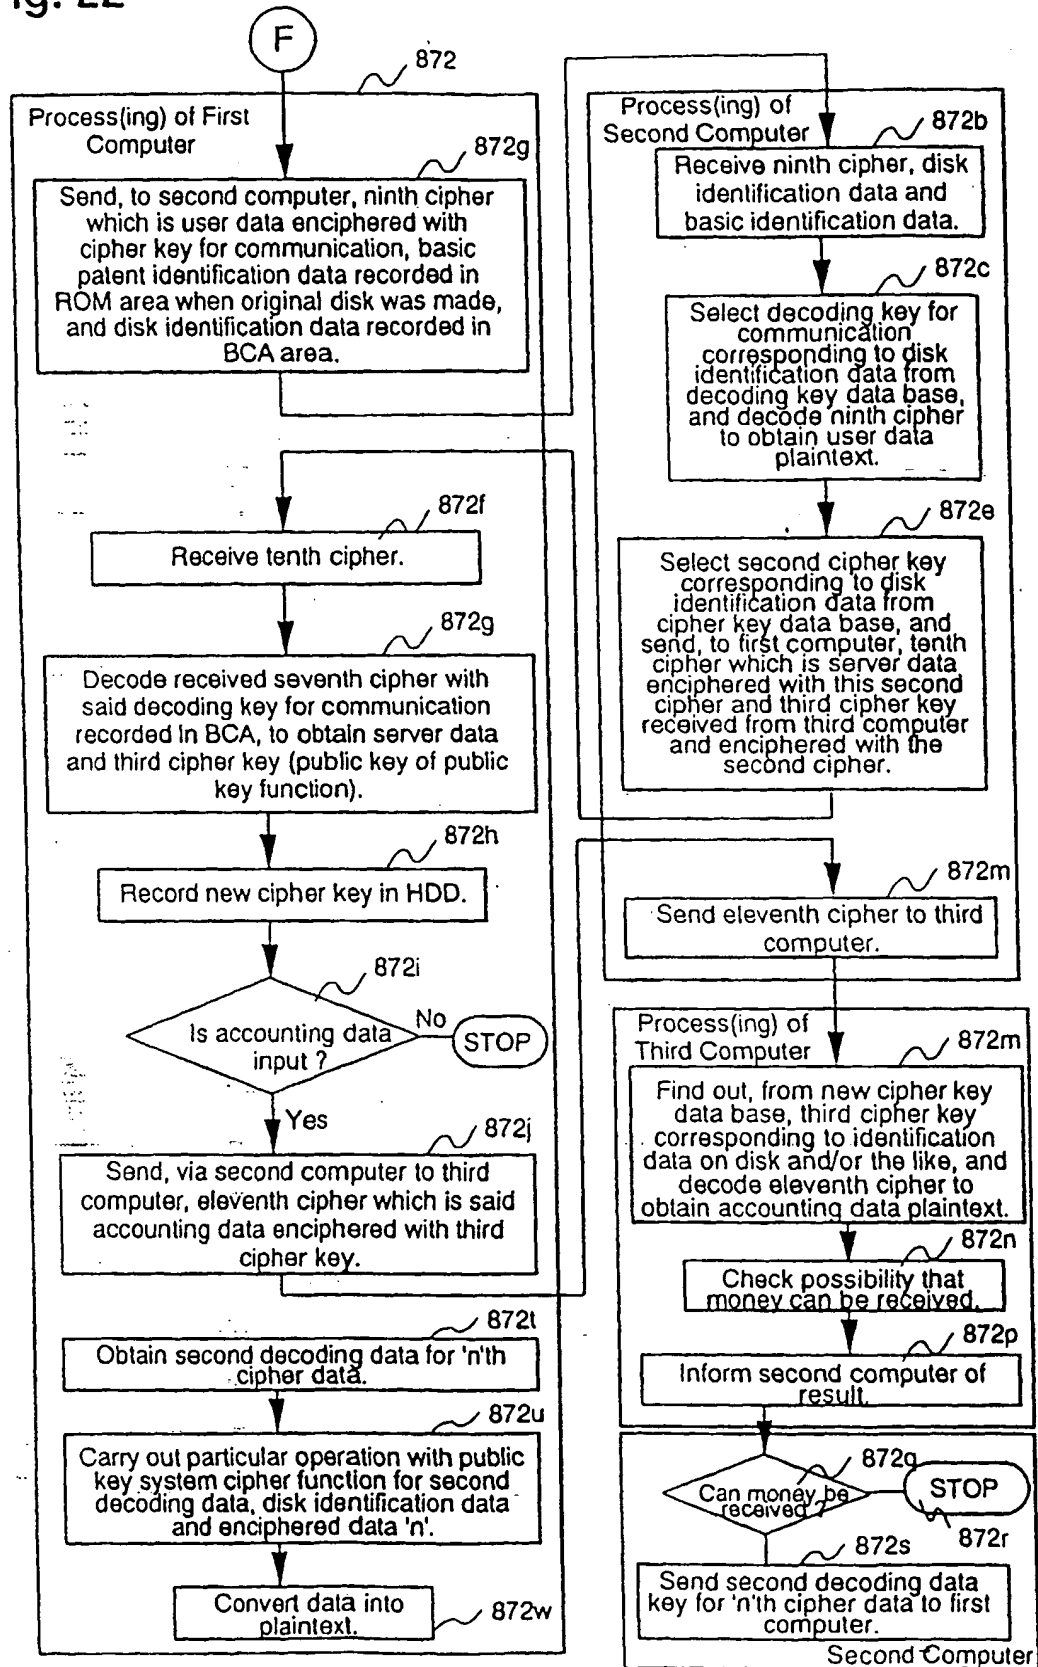 ig. 22
F
872
Process(ing) of First
Computer
872g
Send, to second computer, ninth cipher
which is user data enciphered with
cipher key for communication, basic
patent identification data recorded in
ROM area when original disk was made,
and disk identification data recorded in
BCA area.
872f
Receive tenth cipher.
872g
Decode received seventh cipher with
said decoding key for communication
recorded in BCA, to obtain server data
and third cipher key (public key of public
key function).
872h
Record new cipher key in HDD.
872i
Is accounting data
input ?
No
STOP
Yes
872j
Send, via second computer to third
computer, eleventh cipher which is said
accounting data enciphered with third
cipher key.
872t
Obtain second decoding data for 'n'th
cipher data.
872u
Carry out particular operation with public
key system cipher function for second
decoding data, disk identification data
and enciphered data 'n'.
Convert data into
plaintext.
872w
Process(ing) of
Second Computer
872b
Receive ninth cipher, disk
identification data and
basic identification data.
872c
Select decoding key for
communication
corresponding to disk
identification data from
decoding key data base,
and decode ninth cipher
to obtain user data
plaintext.
872e
Select second cipher key
corresponding to disk
identification data from
cipher key data base, and
send, to first computer, tenth
cipher which is server data
enciphered with this second
cipher and third cipher key
received from third computer
and enciphered with the
second cipher.
872m
Send eleventh cipher to third
computer.
Process(ing) of
Third Computer
872m
Find out, from new cipher key
data base, third cipher key
corresponding to identification
data on disk and/or the like, and
decode eleventh cipher to
obtain accounting data plaintext.
872n
Check possibility that
money can be received.
872p
Inform second computer of
result.
872q
Can money be
received ?
STOP
872r
872s
Send second decoding data
key for 'n'th cipher data to first
computer.
Second Computer